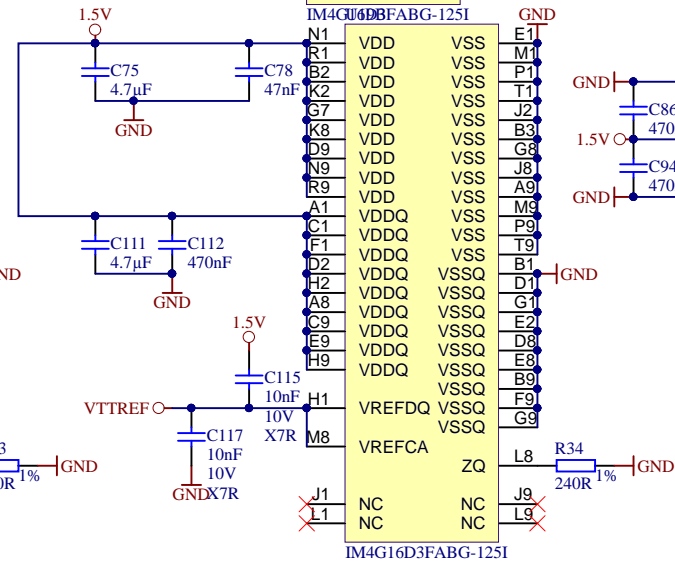 1.5V
GND
C75
4.7µF
C78
47nF
GND
C111
4.7µF
C112
470nF
GND
ND
1.5V
C115
10nF
10V
X7R
VTTREF
C117
10nF
10V
X7R
GND
3
0R
1%
GND
IM4G16D3FABG-125I
N1 VDD VSS E1
R1 VDD VSS M1
B2 VDD VSS P1
K2 VDD VSS T1
G7 VDD VSS J2
K8 VDD VSS B3
D9 VDD VSS G8
N9 VDD VSS J8
R9 VDD VSS A9
A1 VDDQ VSS M9
C1 VDDQ VSS P9
F1 VDDQ VSS T9
D2 VDDQ VSSQ B1
H2 VDDQ VSSQ D1
A8 VDDQ VSSQ G1
C9 VDDQ VSSQ E2
E9 VDDQ VSSQ D8
H9 VDDQ VSSQ E8
VSSQ B9
H1 VREFDQ VSSQ F9
VSSQ G9
M8 VREFCA
ZQ L8
J1 NC NC J9
L1 NC NC L9
IM4G16D3FABG-125I
GND
R34
240R
1%
GND
GND
C86
470
1.5V
C94
470
GND